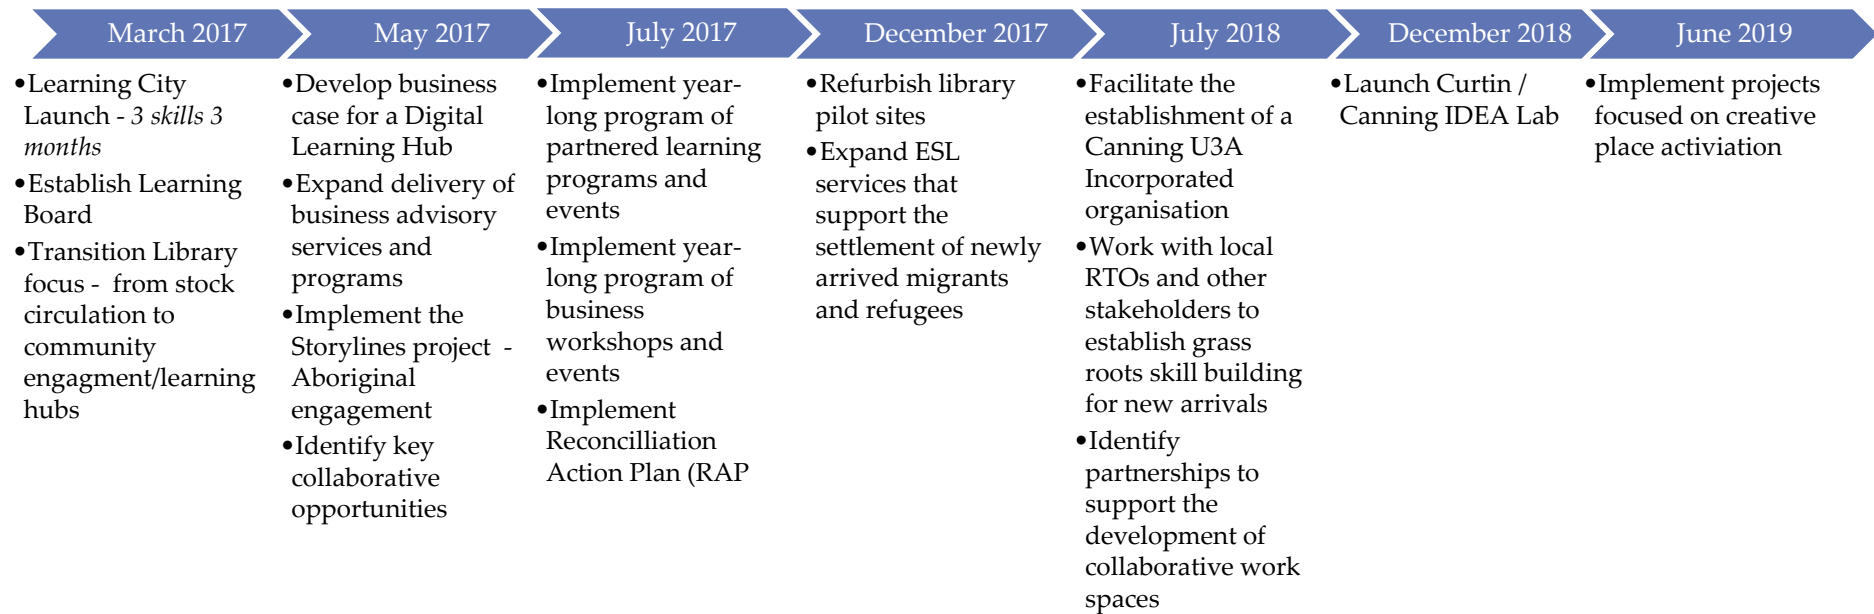 March 2017
•Learning City
Launch - 3 skills 3
months
•Establish Learning
Board
•Transition Library
focus -  from stock
circulation to
community
engagment/learning
hubs
May 2017
•Develop business
case for a Digital
Learning Hub
•Expand delivery of
business advisory
services and
programs
•Implement the
Storylines project  -
Aboriginal
engagement
•Identify key
collaborative
opportunities
July 2017
•Implement year-
long program of
partnered learning
programs and
events
•Implement year-
long program of
business
workshops and
events
•Implement
Reconcilliation
Action Plan (RAP
December 2017
•Refurbish library
pilot sites
•Expand ESL
services that
support the
settlement of newly
arrived migrants
and refugees
July 2018
•Facilitate the
establishment of a
Canning U3A
Incorporated
organisation
•Work with local
RTOs and other
stakeholders to
establish grass
roots skill building
for new arrivals
•Identify
partnerships to
support the
development of
collaborative work
spaces
December 2018
•Launch Curtin /
Canning IDEA Lab
June 2019
•Implement projects
focused on creative
place activiation